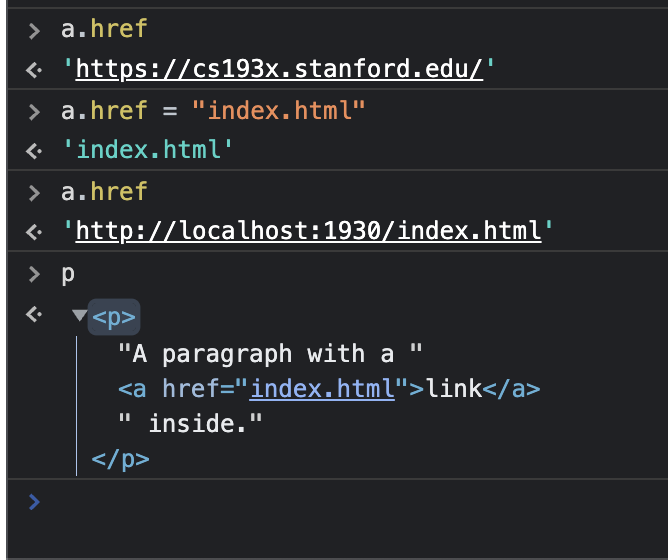 a.href
'https://cs193x.stanford.edu/'
a.href = "index.html"
'index.html'
a.href
'http://localhost:1930/index.html'
p
<p>
"A paragraph with a "
<a href="index.html">link</a>
" inside."
</p>